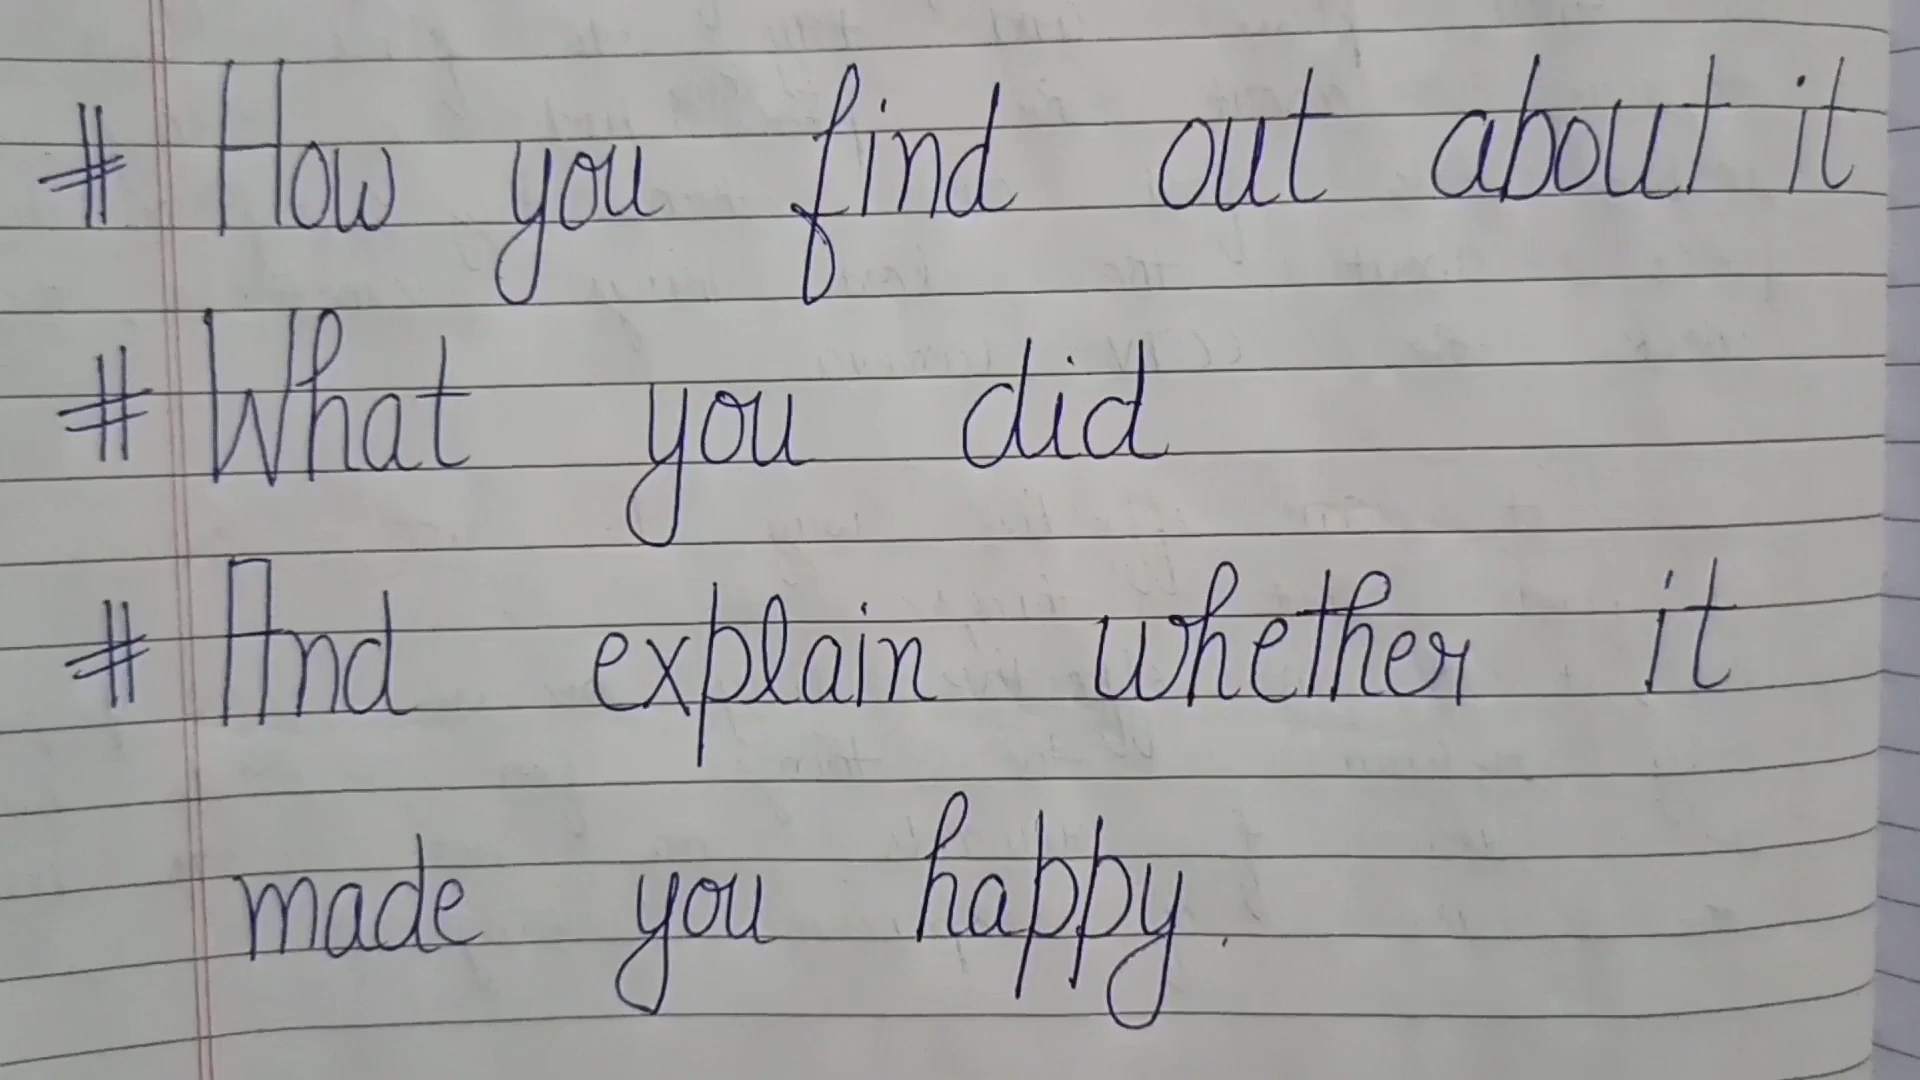 # How you find out about it
# What you did
# And explain whether it
made you happy.